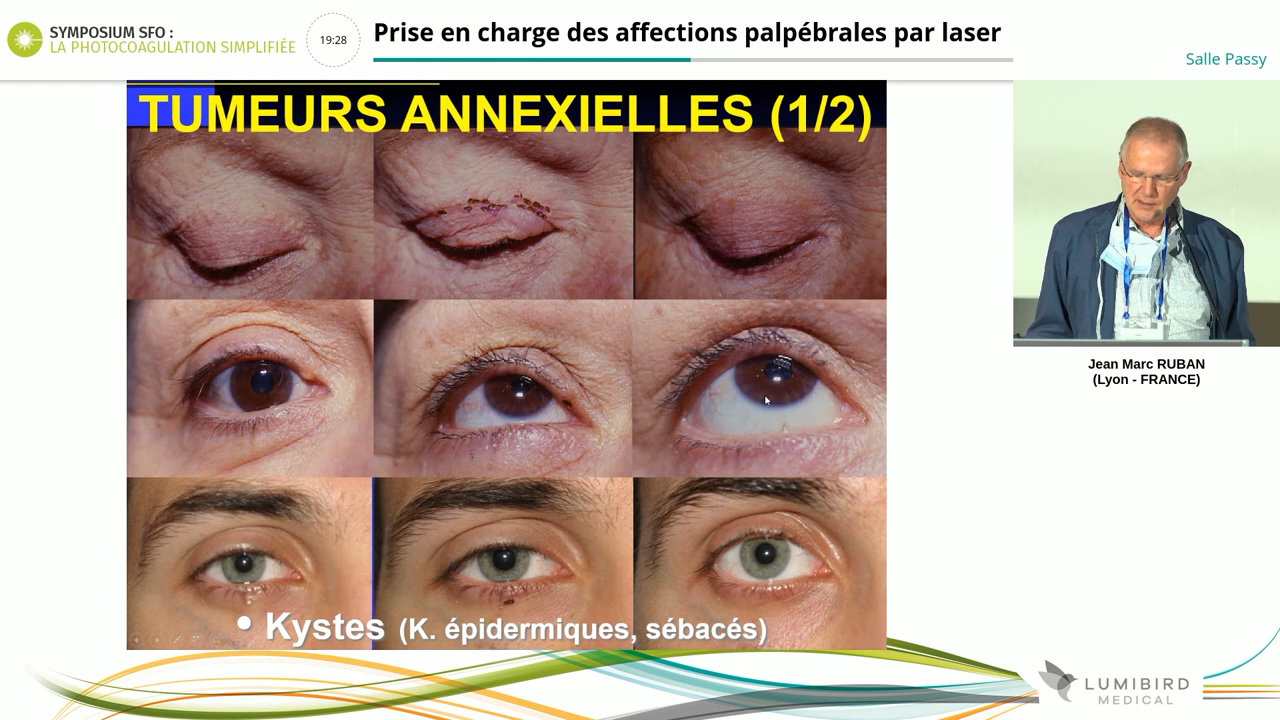 SYMPOSIUM SFO :
LA PHOTOCOAGULATION SIMPLIFIÉE
19:28
Prise en charge des affections palpébrales par laser
Salle Passy
TUMEURS ANNEXIELLES (1/2)
Jean Marc RUBAN
(Lyon - FRANCE)
• Kystes (K. épidermiques, sébacés)
LUMIBIRD
MEDICAL